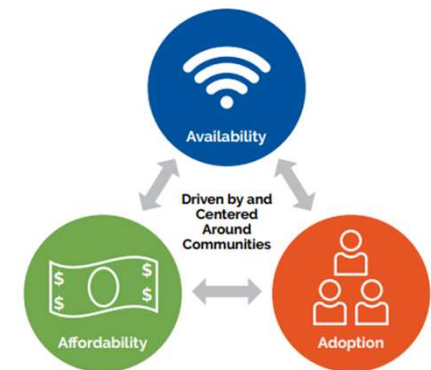 Availability
Driven by and
Centered
Around
Communities
$ $
$ $
Affordability
Adoption